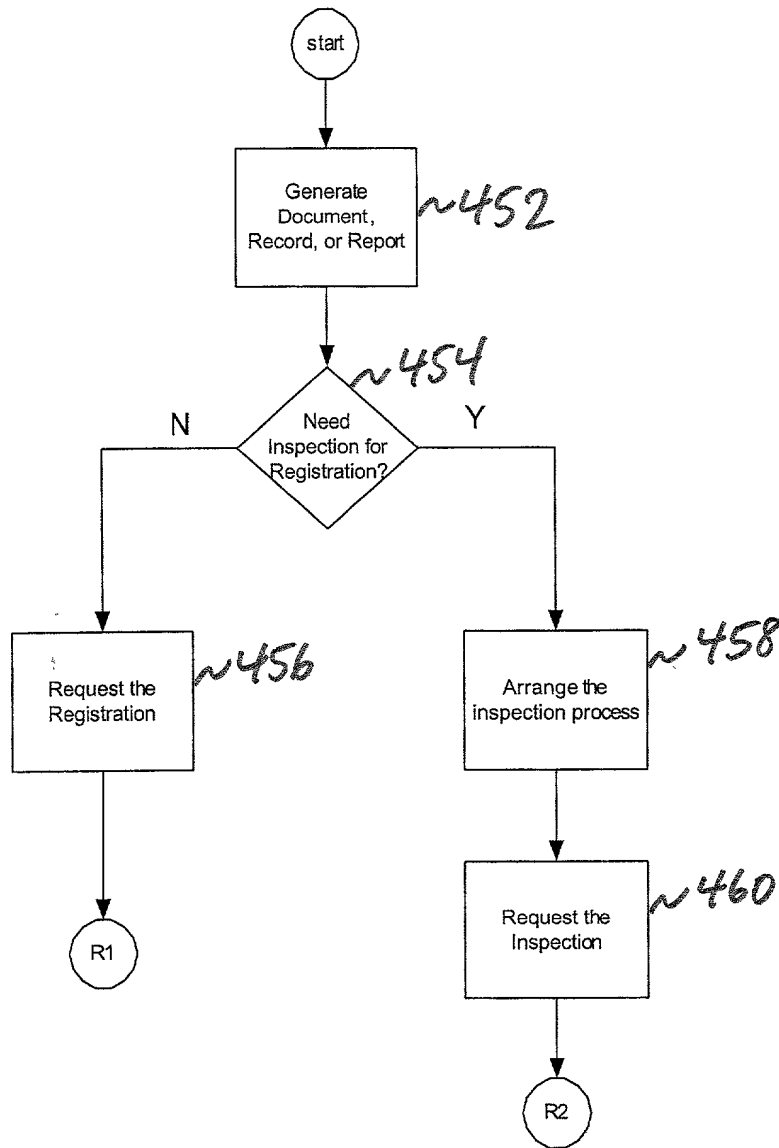 start
Generate
Document,
Record, or Report
~452
~454
N
Need
Inspection for
Registration?
Y
Request the
Registration
~456
Arrange the
inspection process
~458
Request the
Inspection
~460
R1
R2